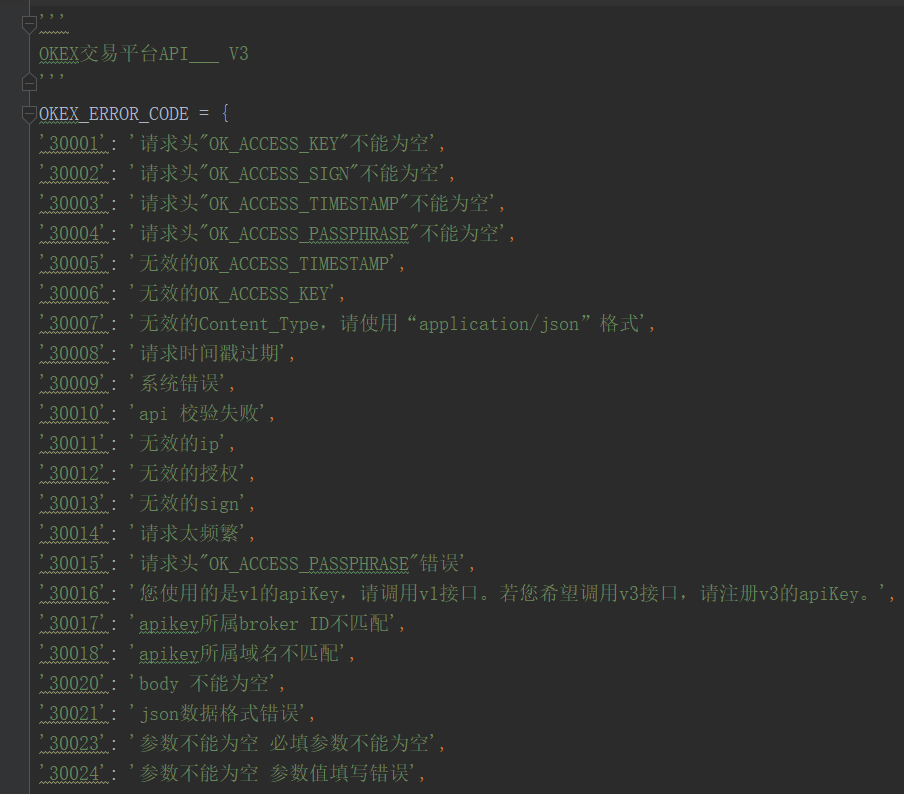 '''
OKEX交易平台API___ V3
'''
OKEX_ERROR_CODE = {
'30001': '请求头"OK_ACCESS_KEY"不能为空',
'30002': '请求头"OK_ACCESS_SIGN"不能为空',
'30003': '请求头"OK_ACCESS_TIMESTAMP"不能为空',
'30004': '请求头"OK_ACCESS_PASSPHRASE"不能为空',
'30005': '无效的OK_ACCESS_TIMESTAMP',
'30006': '无效的OK_ACCESS_KEY',
'30007': '无效的Content_Type，请使用“application/json”格式',
'30008': '请求时间戳过期',
'30009': '系统错误',
'30010': 'api 校验失败',
'30011': '无效的ip',
'30012': '无效的授权',
'30013': '无效的sign',
'30014': '请求太频繁',
'30015': '请求头"OK_ACCESS_PASSPHRASE"错误',
'30016': '您使用的是v1的apiKey，请调用v1接口。若您希望调用v3接口，请注册v3的apiKey。',
'30017': 'apikey所属broker ID不匹配',
'30018': 'apikey所属域名不匹配',
'30020': 'body 不能为空',
'30021': 'json数据格式错误',
'30023': '参数不能为空 必填参数不能为空',
'30024': '参数不能为空 参数值填写错误',